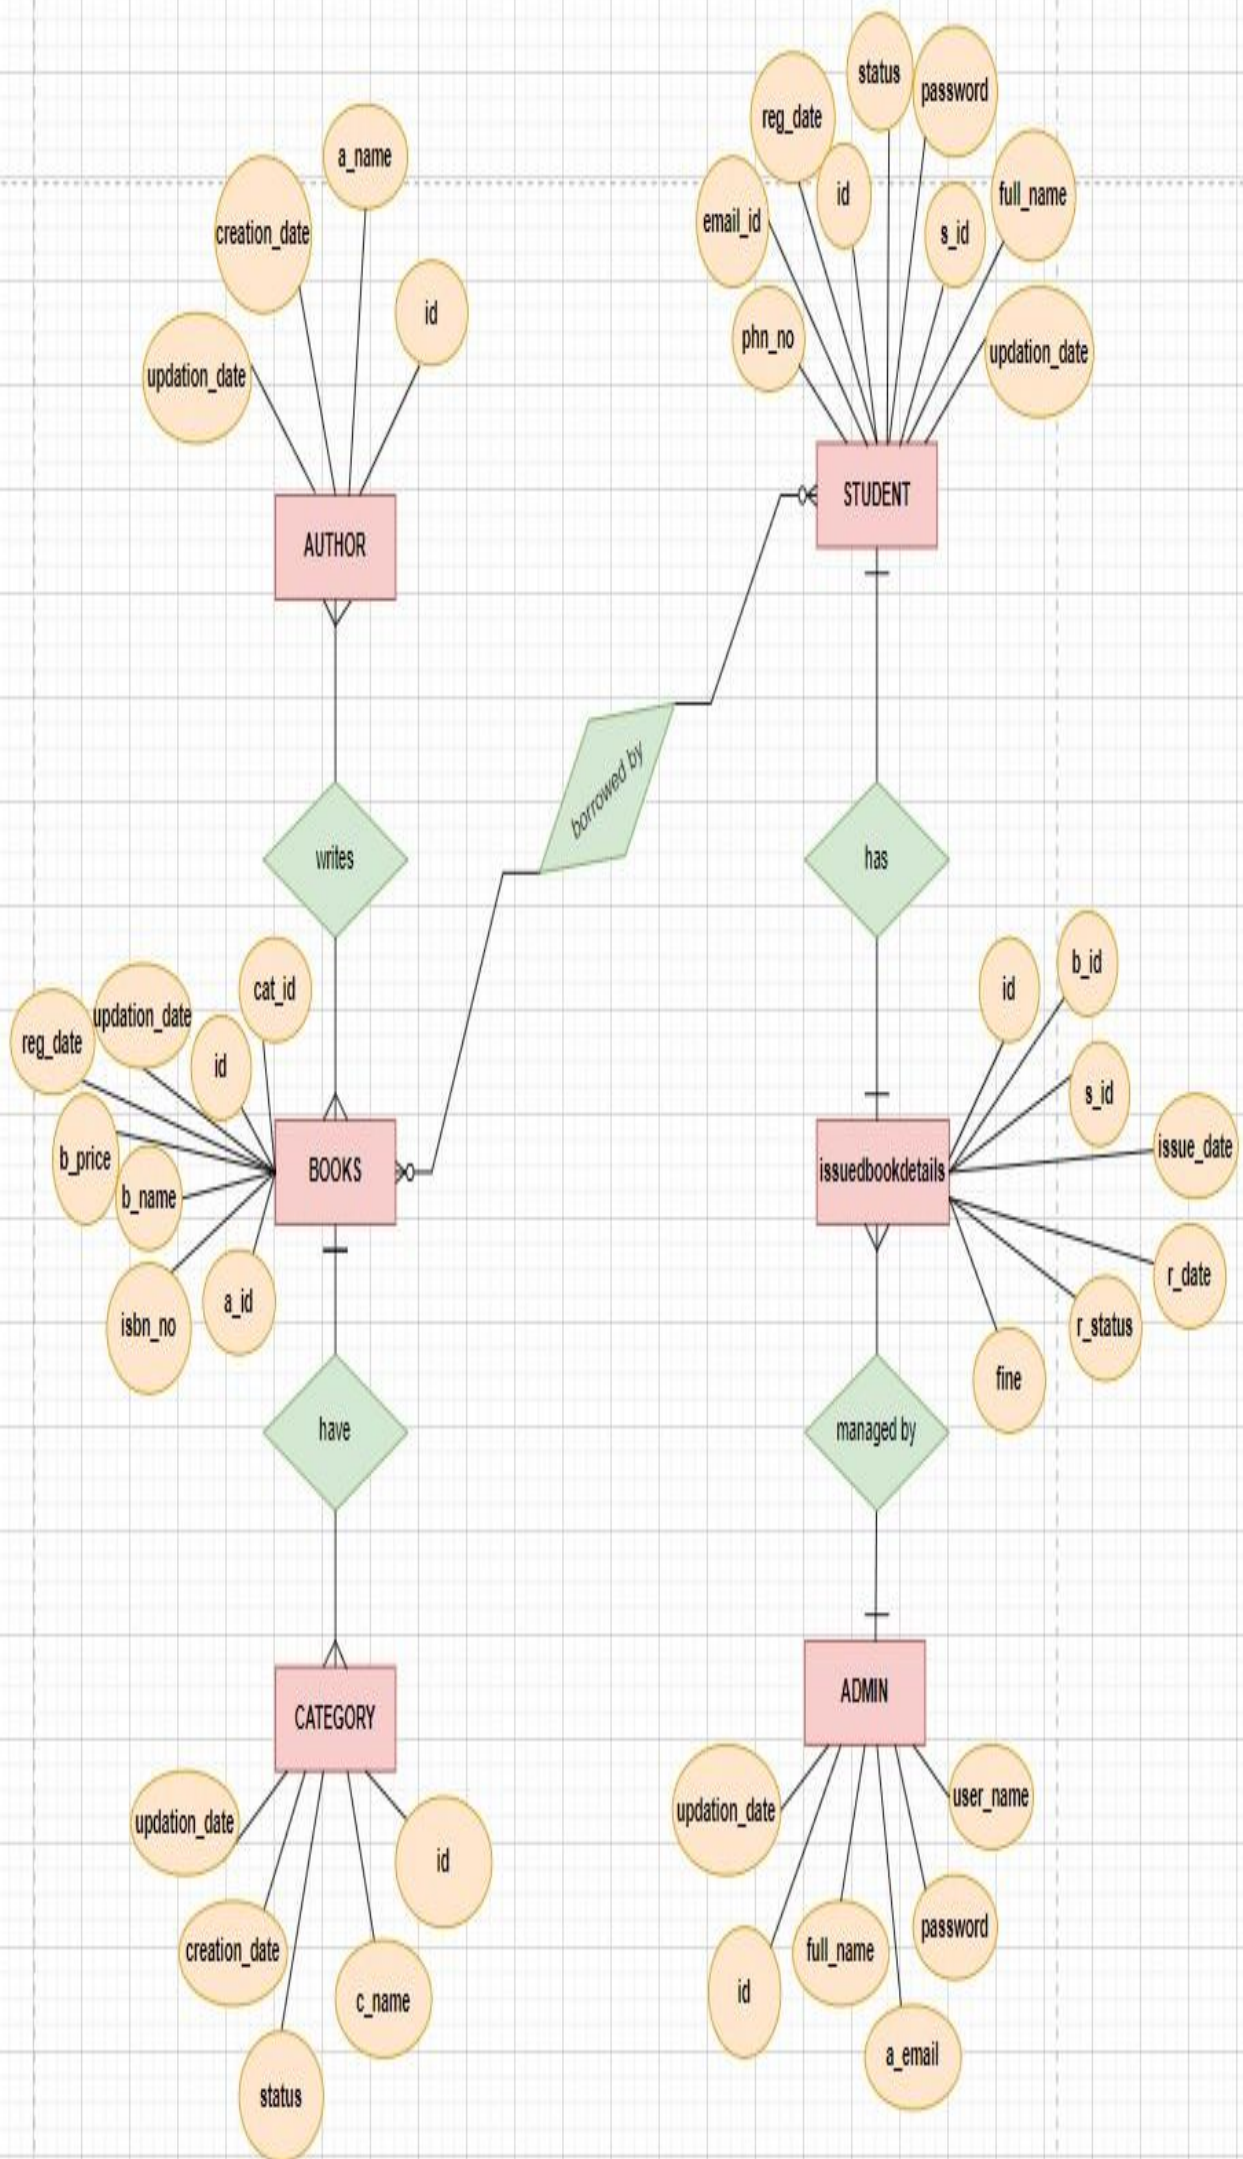 status
password
reg_date
a_name
id
full_name
email_id
s_id
creation_date
id
phn_no
updation_date
updation_date
STUDENT
AUTHOR
borrowed by
writes
has
b_id
cat_id
id
updation_date
reg_date
id
s_id
issue_date
b_price
b_name
BOOKS
issuedbookdetails
r_date
a_id
isbn_no
r_status
fine
have
managed by
ADMIN
CATEGORY
user_name
updation_date
updation_date
id
password
creation_date
full_name
id
c_name
a_email
status